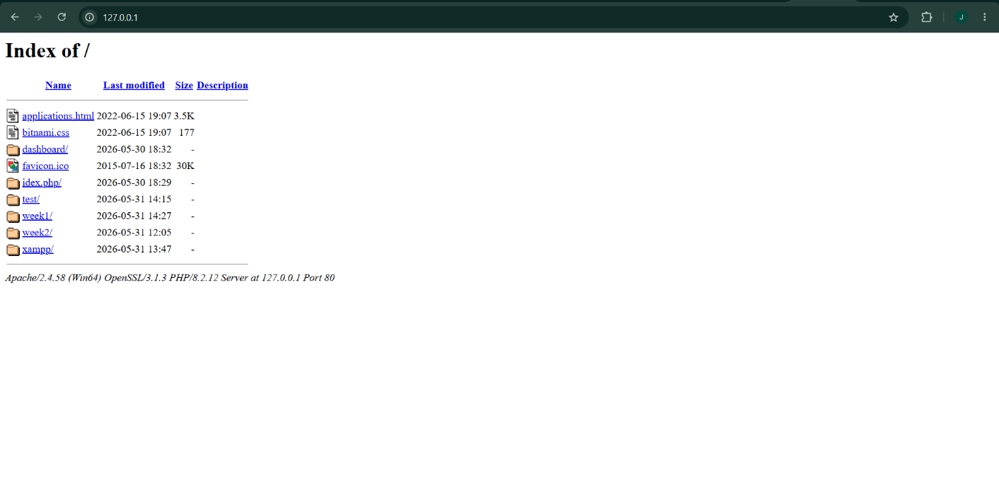 127.0.0.1
J
Index of /
Name Last modified Size Description
applications.html 2022-06-15 19:07 3.5K
bitnami.css 2022-06-15 19:07 177
dashboard/ 2026-05-30 18:32 -
favicon.ico 2015-07-16 18:32 30K
idex.php/ 2026-05-30 18:29 -
test/ 2026-05-31 14:15 -
week1/ 2026-05-31 14:27 -
week2/ 2026-05-31 12:05 -
xampp/ 2026-05-31 13:47 -
Apache/2.4.58 (Win64) OpenSSL/3.1.3 PHP/8.2.12 Server at 127.0.0.1 Port 80